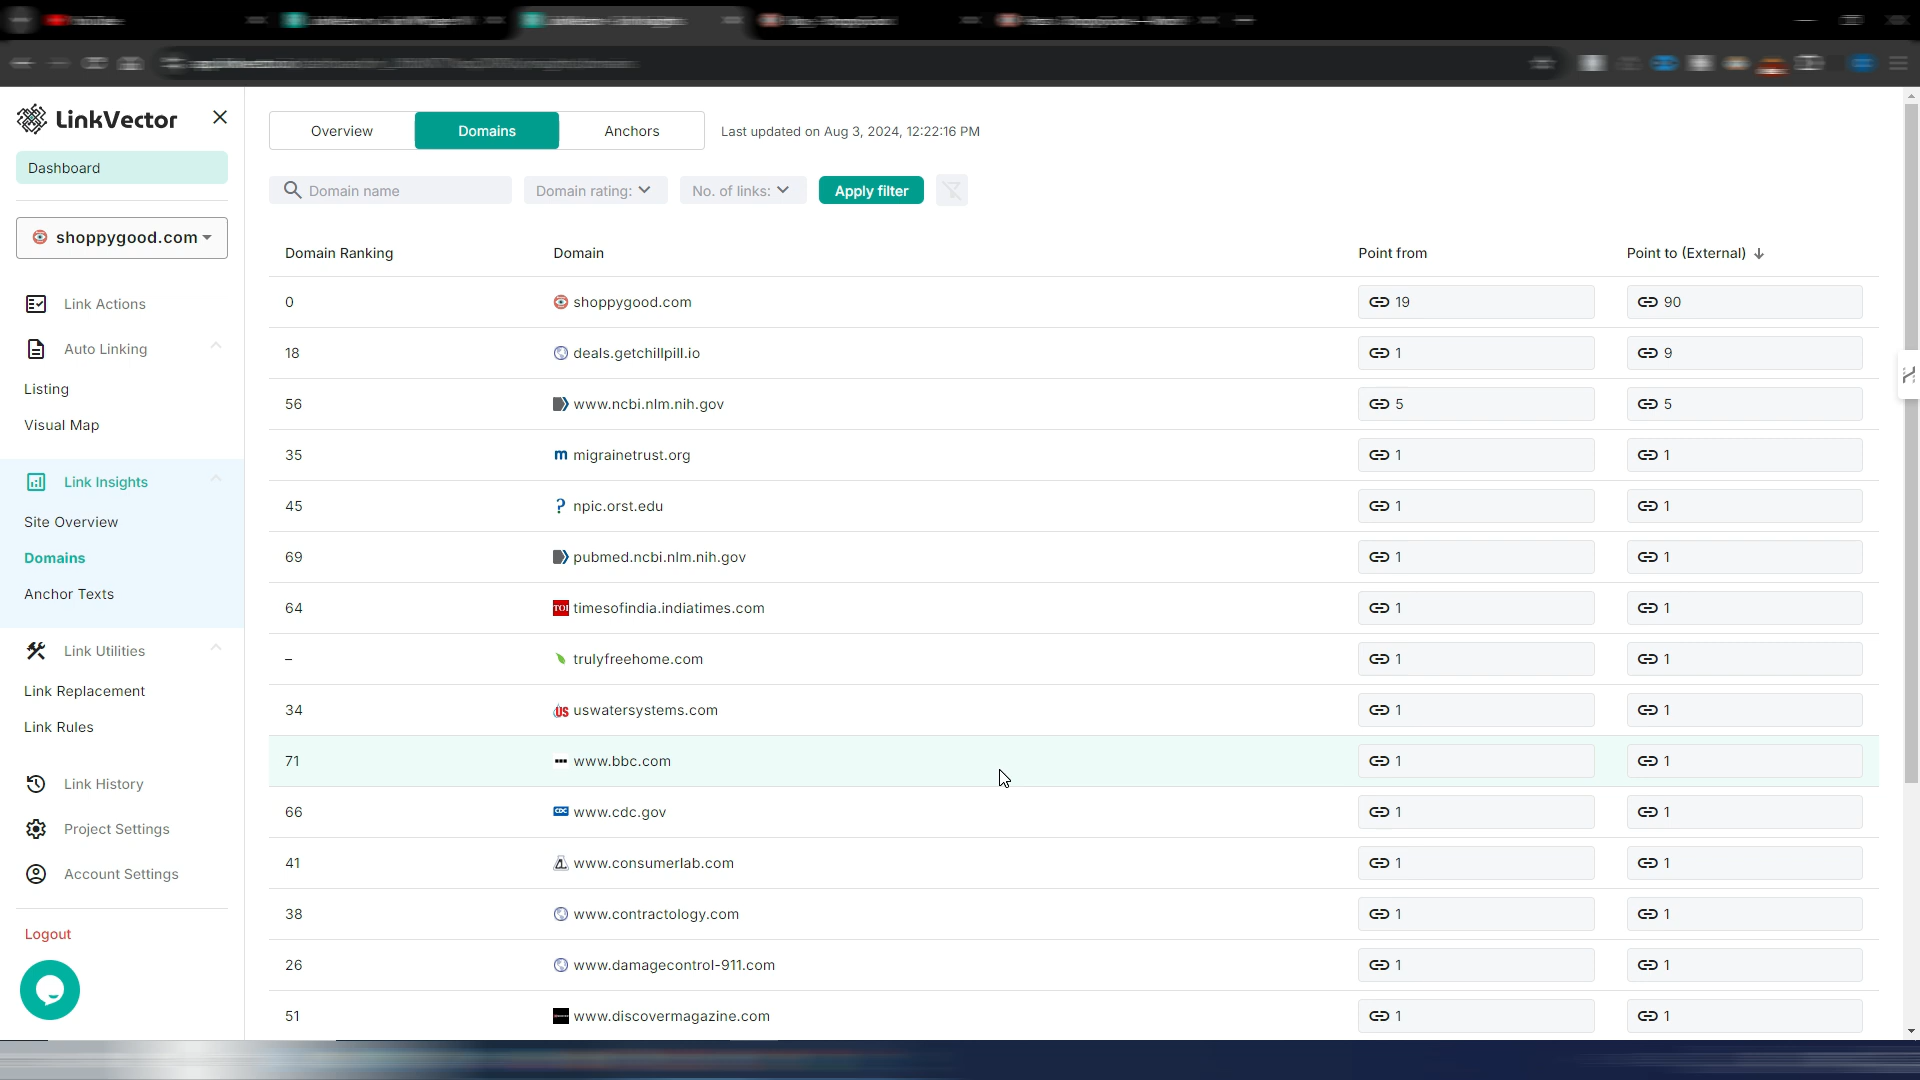 LinkVector
Dashboard
shoppygood.com
Link Actions
Auto Linking
Listing
Visual Map
Link Insights
Site Overview
Domains
Anchor Texts
Link Utilities
Link Replacement
Link Rules
Link History
Project Settings
Account Settings
Logout
Overview Domains Anchors Last updated on Aug 3, 2024, 12:22:16 PM
Domain name Domain rating: No. of links: Apply filter
Domain Ranking Domain Point from Point to (External)
0 shoppygood.com 19 90
18 deals.getchillpill.io 1 9
56 www.ncbi.nlm.nih.gov 5 5
35 migrainetrust.org 1 1
45 npic.orst.edu 1 1
69 pubmed.ncbi.nlm.nih.gov 1 1
64 TOI timesofindia.indiatimes.com 1 1
– trulyfreehome.com 1 1
34 US uswatersystems.com 1 1
71 www.bbc.com 1 1
66 CDC www.cdc.gov 1 1
41 www.consumerlab.com 1 1
38 www.contractology.com 1 1
26 www.damagecontrol-911.com 1 1
51 www.discovermagazine.com 1 1